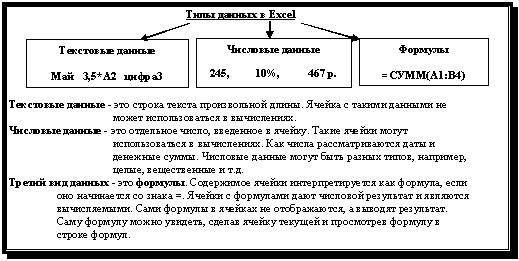 Типы данных в Excel
Текстовые данные
Май 3,5*А2 цифра3
Числовые данные
245, 10%, 467 р.
Формулы
= СУММ(А1:В4)
Текстовые данные - это строка текста произвольной длины. Ячейка с такими данными не
может использоваться в вычислениях.
Числовые данные - это отдельное число, введенное в ячейку. Такие ячейки могут
использоваться в вычислениях. Как числа рассматриваются даты и
денежные суммы. Числовые данные могут быть разных типов, например,
целые, вещественные и т.д.
Третий вид данных - это формулы. Содержимое ячейки интерпретируется как формула, если
оно начинается со знака =. Ячейки с формулами дают числовой результат и являются
вычисляемыми. Сами формулы в ячейках не отображаются, а выводят результат.
Саму формулу можно увидеть, сделав ячейку текущей и просмотрев формулу в
строке формул.